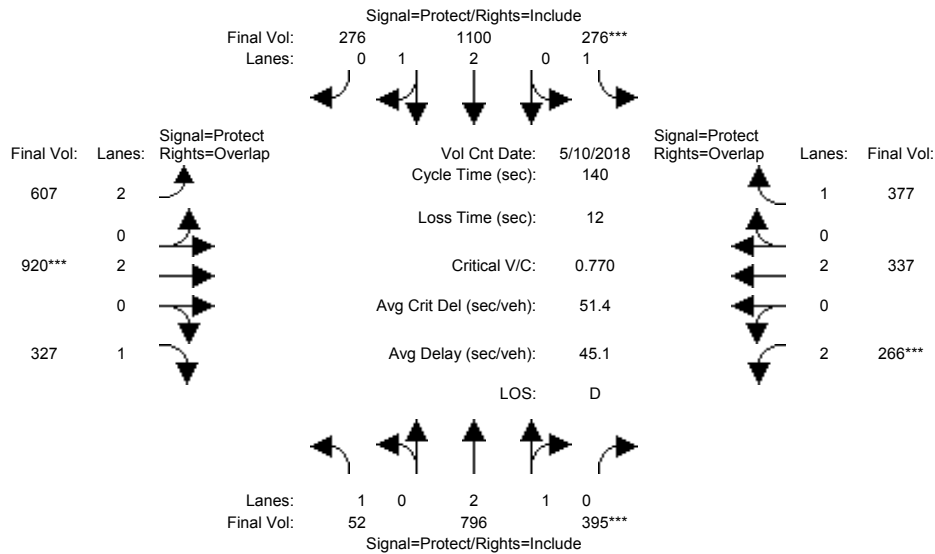 Signal=Protect/Rights=Include
Final Vol: 276 1100 276***
Lanes: 0 1 2 0 1
Signal=Protect
Final Vol: Lanes: Rights=Overlap
Vol Cnt Date: 5/10/2018
Signal=Protect
Rights=Overlap Lanes: Final Vol:
Cycle Time (sec): 140
607 2
1 377
Loss Time (sec): 12
0
0
920*** 2
Critical V/C: 0.770
2 337
0
Avg Crit Del (sec/veh): 51.4
0
327 1
Avg Delay (sec/veh): 45.1
2 266***
LOS: D
Lanes: 1 0 2 1 0
Final Vol: 52 796 395***
Signal=Protect/Rights=Include